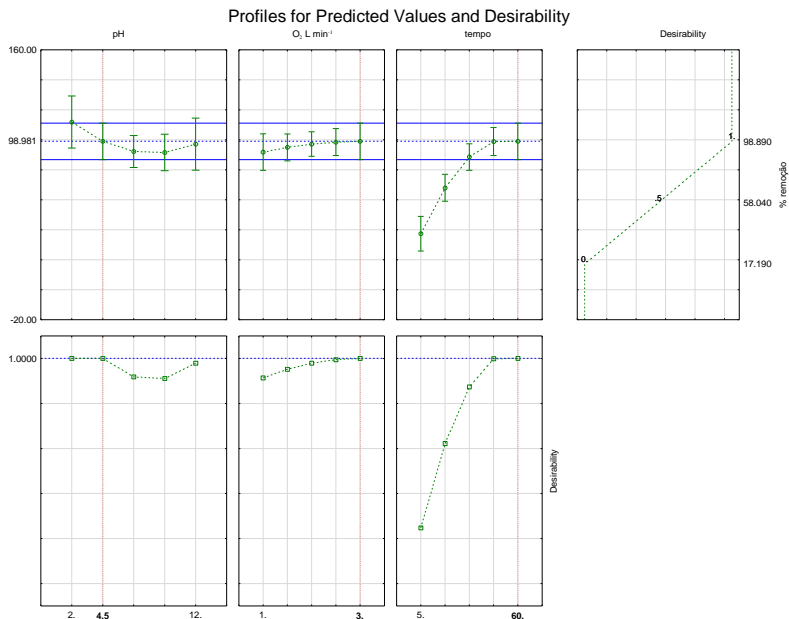 Profiles for Predicted Values and Desirability
pH
O₃ L min⁻¹
tempo
Desirability
160.00
98.981
-20.00
1.
.5
0.
98.890
58.040
17.190
% remoção
1.0000
Desirability
2. 4.5 12.
1. 3.
5. 60.